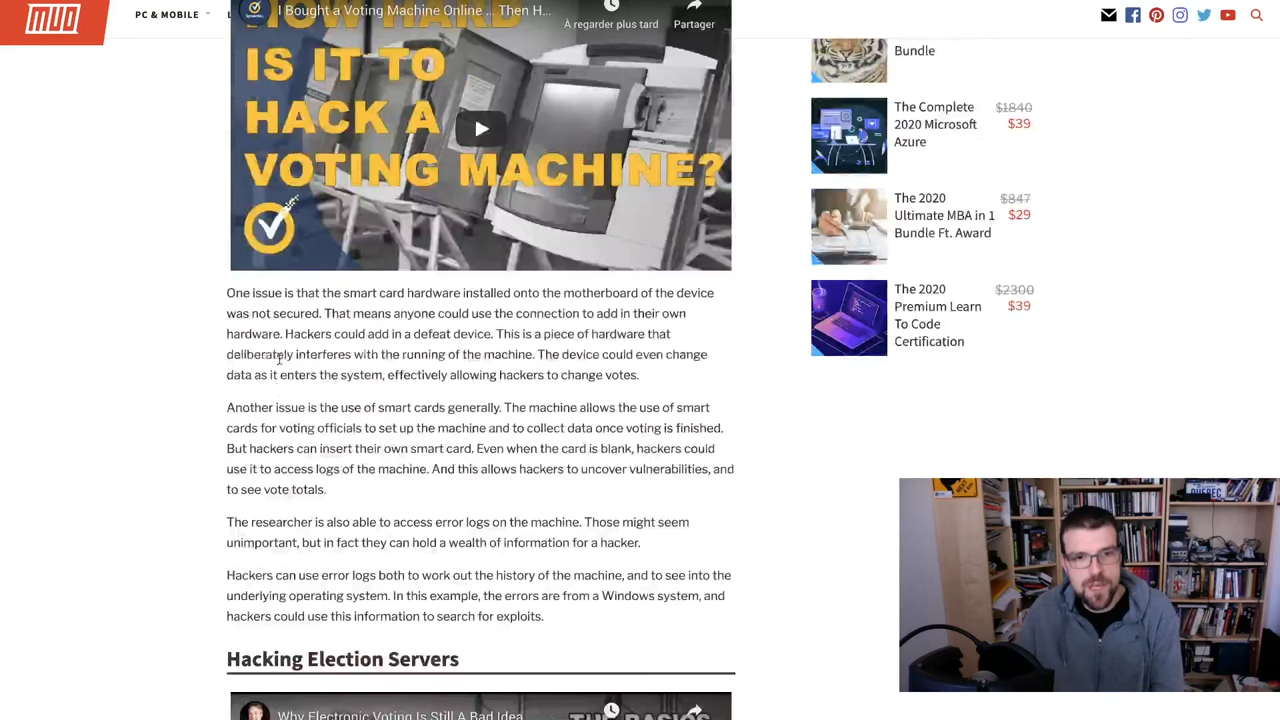 MUO
PC & MOBILE
I Bought a Voting Machine Online ... Then H...
À regarder plus tard
Partager
Symantec
HOW HARD
IS IT TO
HACK A
VOTING MACHINE?
Bundle
The Complete
2020 Microsoft
Azure
$1840
$39
The 2020
Ultimate MBA in 1
Bundle Ft. Award
$847
$29
The 2020
Premium Learn
To Code
Certification
$2300
$39
One issue is that the smart card hardware installed onto the motherboard of the device
was not secured. That means anyone could use the connection to add in their own
hardware. Hackers could add in a defeat device. This is a piece of hardware that
deliberately interferes with the running of the machine. The device could even change
data as it enters the system, effectively allowing hackers to change votes.
Another issue is the use of smart cards generally. The machine allows the use of smart
cards for voting officials to set up the machine and to collect data once voting is finished.
But hackers can insert their own smart card. Even when the card is blank, hackers could
use it to access logs of the machine. And this allows hackers to uncover vulnerabilities, and
to see vote totals.
The researcher is also able to access error logs on the machine. Those might seem
unimportant, but in fact they can hold a wealth of information for a hacker.
Hackers can use error logs both to work out the history of the machine, and to see into the
underlying operating system. In this example, the errors are from a Windows system, and
hackers could use this information to search for exploits.
Hacking Election Servers
Why Electronic Voting Is Still A Bad Idea
THE BASICS
QUÉBEC